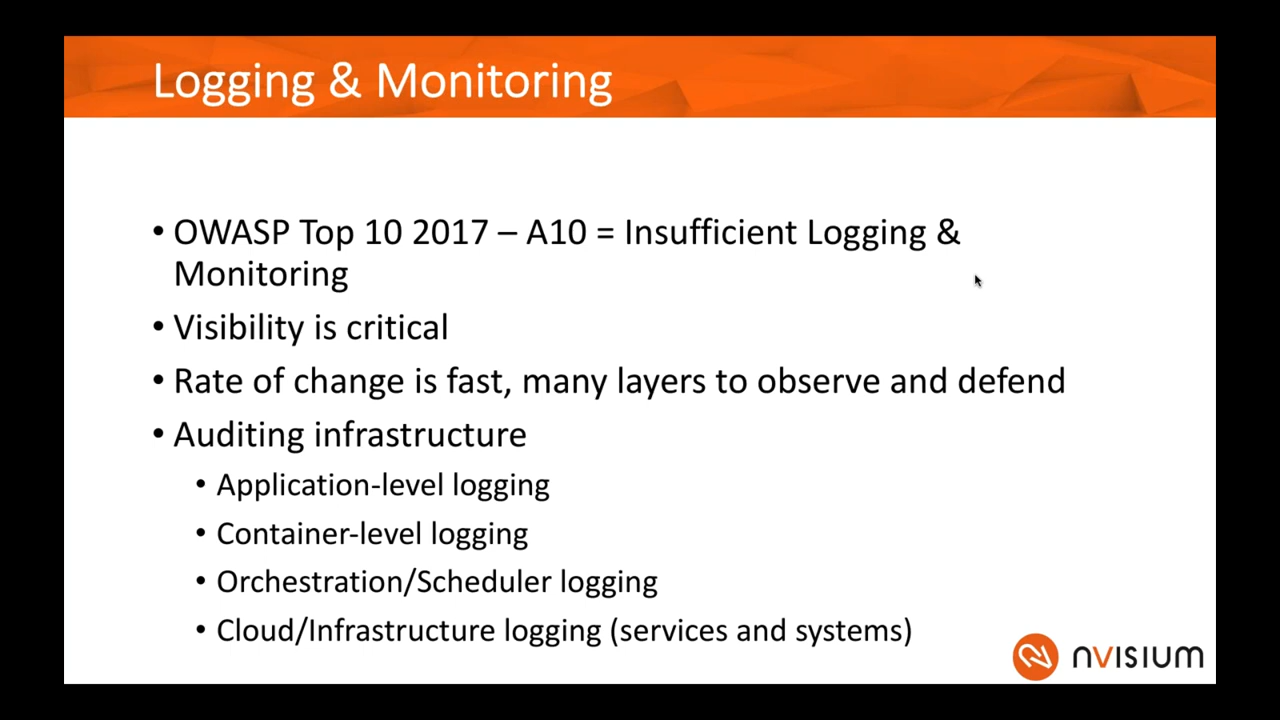 Logging & Monitoring
• OWASP Top 10 2017 – A10 = Insufficient Logging &
Monitoring
• Visibility is critical
• Rate of change is fast, many layers to observe and defend
• Auditing infrastructure
• Application-level logging
• Container-level logging
• Orchestration/Scheduler logging
• Cloud/Infrastructure logging (services and systems)
nVISIUM